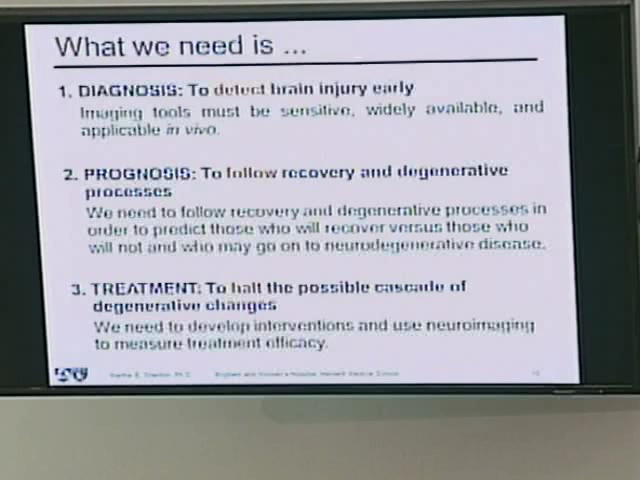 What we need is ...
1. DIAGNOSIS: To detect brain injury early
Imaging tools must be sensitive, widely available, and
applicable in vivo.
2. PROGNOSIS: To follow recovery and degenerative
processes
We need to follow recovery and degenerative processes in
order to predict those who will recover versus those who
will not and who may go on to neurodegenerative disease.
3. TREATMENT: To halt the possible cascade of
degenerative changes
We need to develop interventions and use neuroimaging
to measure treatment efficacy.
Brigham and Women's Hospital, Harvard Medical School